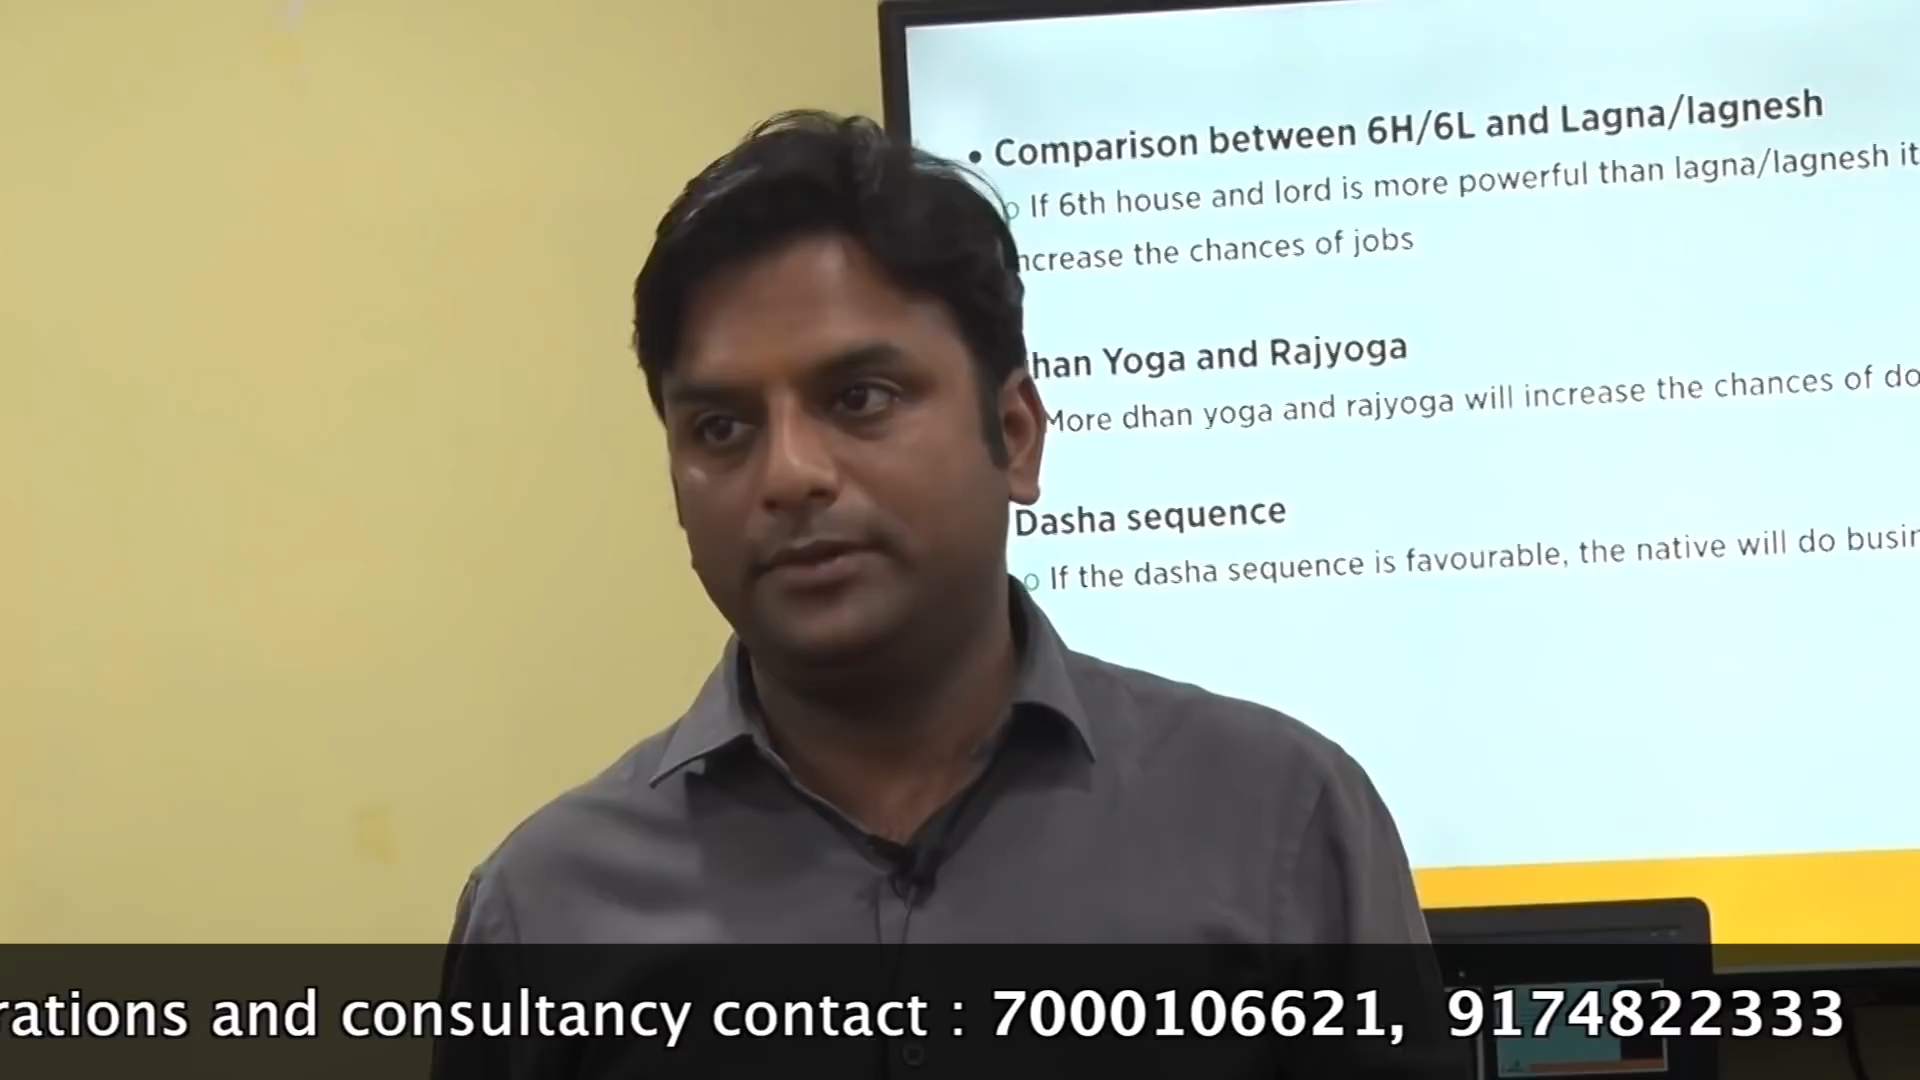 • Comparison between 6H/6L and Lagna/lagnesh
o If 6th house and lord is more powerful than lagna/lagnesh it
ncrease the chances of jobs
han Yoga and Rajyoga
More dhan yoga and rajyoga will increase the chances of do
Dasha sequence
o If the dasha sequence is favourable, the native will do busin
rations and consultancy contact : 7000106621, 9174822333